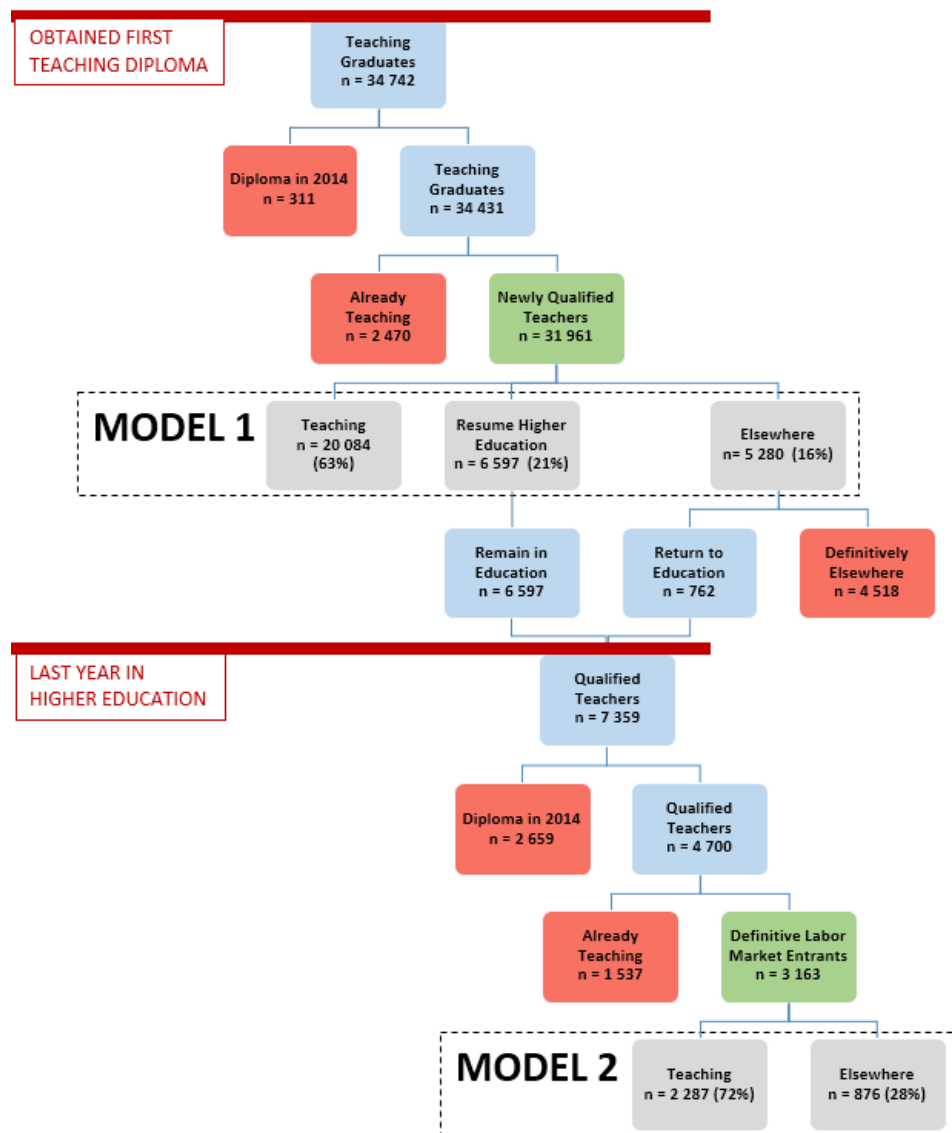 OBTAINED FIRST
TEACHING DIPLOMA
Teaching
Graduates
n = 34 742
Diploma in 2014
n = 311
Teaching
Graduates
n = 34 431
Already
Teaching
n = 2 470
Newly Qualified
Teachers
n = 31 961
MODEL 1
Teaching
n = 20 084
(63%)
Resume Higher
Education
n = 6 597 (21%)
Elsewhere
n= 5 280 (16%)
Remain in
Education
n = 6 597
Return to
Education
n = 762
Definitively
Elsewhere
n = 4 518
LAST YEAR IN
HIGHER EDUCATION
Qualified
Teachers
n = 7 359
Diploma in 2014
n = 2 659
Qualified
Teachers
n = 4 700
Already
Teaching
n = 1 537
Definitive Labor
Market Entrants
n = 3 163
MODEL 2
Teaching
n = 2 287 (72%)
Elsewhere
n = 876 (28%)